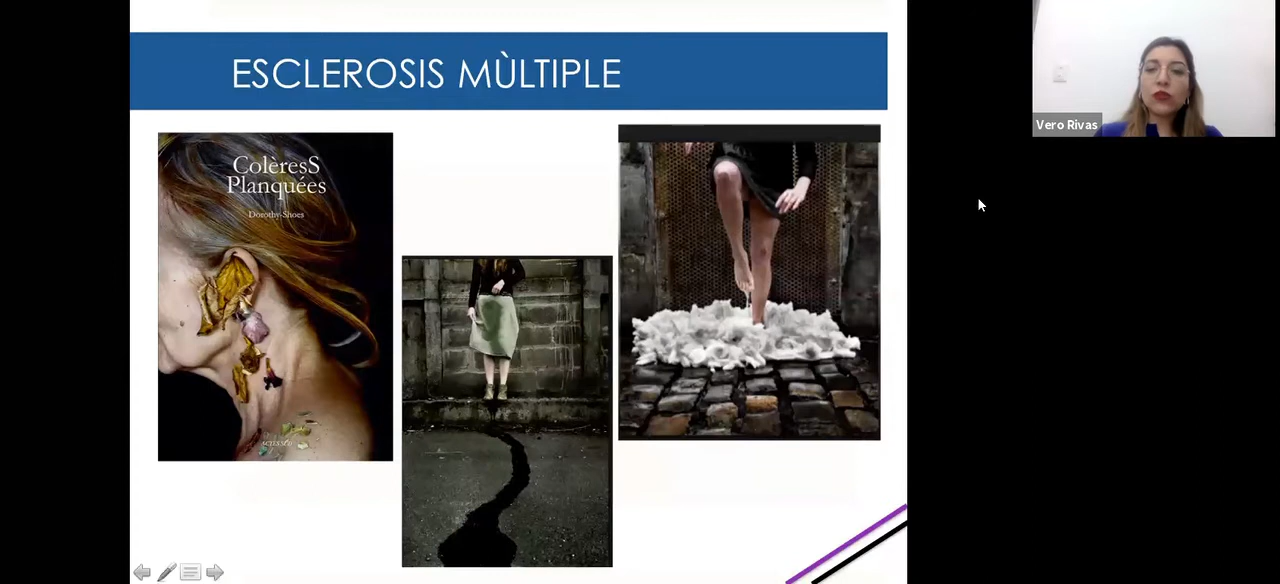 ESCLEROSIS MÙLTIPLE
ColèresS
Planquées
Dorothy-Shoes
Vero Rivas